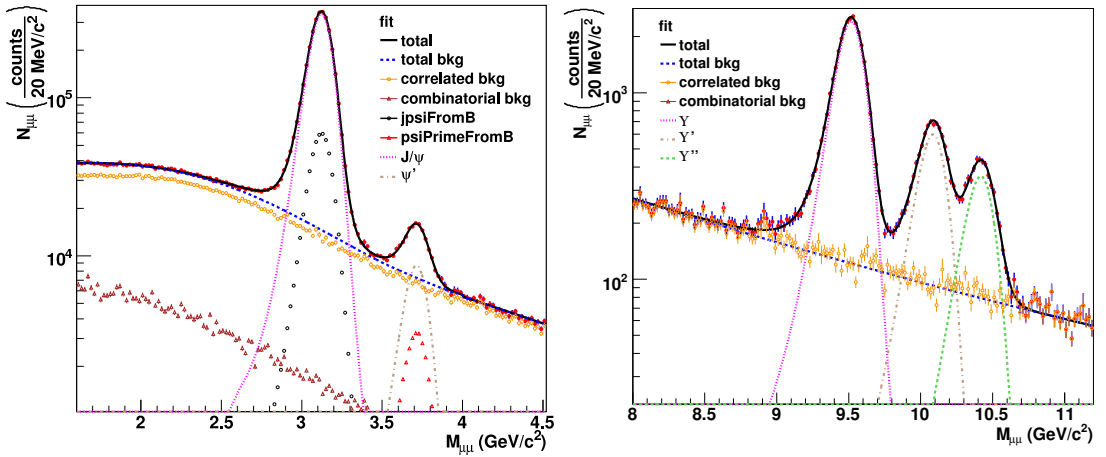 N_μμ (counts / 20 MeV/c²)
10⁵
10⁴
2 2.5 3 3.5 4 4.5
M_μμ (GeV/c²)
fit
total
total bkg
correlated bkg
combinatorial bkg
jpsiFromB
psiPrimeFromB
J/ψ
ψ'
N_μμ (counts / 20 MeV/c²)
10³
10²
8 8.5 9 9.5 10 10.5 11
M_μμ (GeV/c²)
fit
total
total bkg
correlated bkg
combinatorial bkg
Υ
Υ'
Υ''